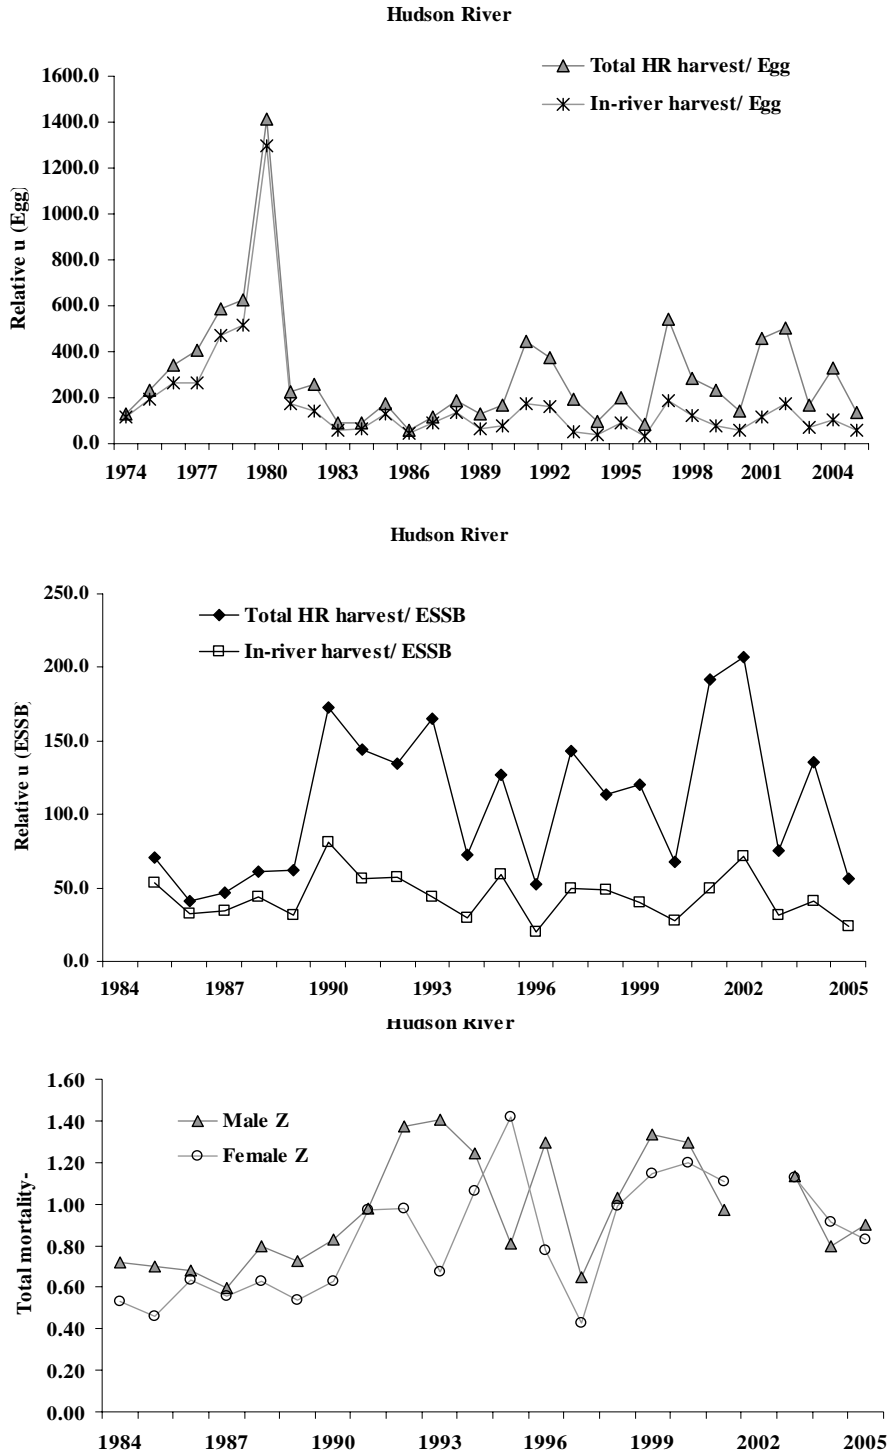 Hudson River
Total HR harvest/ Egg
In-river harvest/ Egg
Relative u (Egg)
1600.0
1400.0
1200.0
1000.0
800.0
600.0
400.0
200.0
0.0
1974 1977 1980 1983 1986 1989 1992 1995 1998 2001 2004
Hudson River
Total HR harvest/ ESSB
In-river harvest/ ESSB
Relative u (ESSB)
250.0
200.0
150.0
100.0
50.0
0.0
1984 1987 1990 1993 1996 1999 2002 2005
Hudson River
Male Z
Female Z
Total mortality-
1.60
1.40
1.20
1.00
0.80
0.60
0.40
0.20
0.00
1984 1987 1990 1993 1996 1999 2002 2005